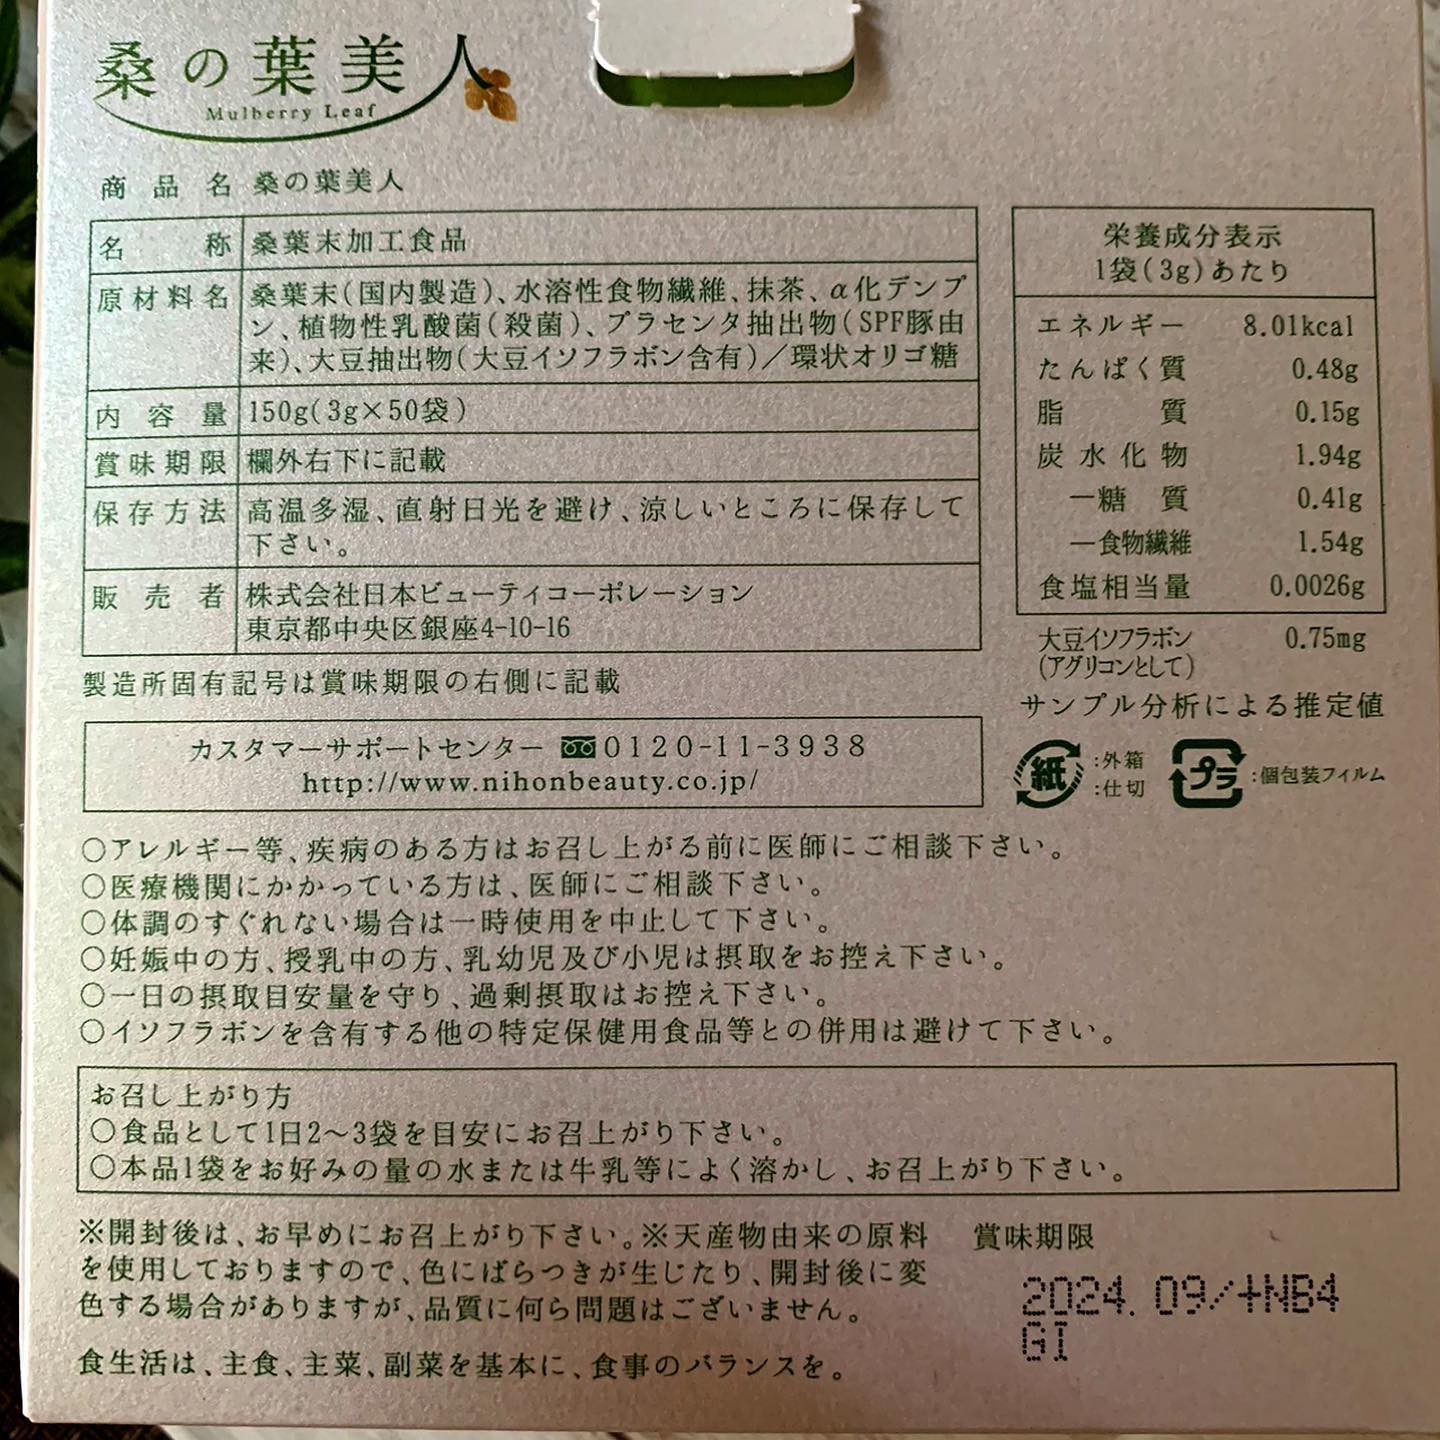 桑の葉美人
Mulberry Leaf
商品名 桑の葉美人
名称 桑葉末加工食品
原材料名 桑葉末(国内製造)、水溶性食物繊維、抹茶、α化デンプ
ン、植物性乳酸菌(殺菌)、プラセンタ抽出物(SPF豚由
来)、大豆抽出物(大豆イソフラボン含有)/環状オリゴ糖
内容量 150g(3g×50袋)
賞味期限 欄外右下に記載
保存方法 高温多湿、直射日光を避け、涼しいところに保存して
下さい。
販売者 株式会社日本ビューティコーポレーション
東京都中央区銀座4-10-16
製造所固有記号は賞味期限の右側に記載
栄養成分表示
1袋(3g)あたり
エネルギー 8.01kcal
たんぱく質 0.48g
脂質 0.15g
炭水化物 1.94g
―糖質 0.41g
―食物繊維 1.54g
食塩相当量 0.0026g
大豆イソフラボン 0.75mg
(アグリコンとして)
サンプル分析による推定値
紙 :外箱
:仕切
プラ :個包装フィルム
カスタマーサポートセンター 0120-11-3938
http://www.nihonbeauty.co.jp/
○アレルギー等、疾病のある方はお召し上がる前に医師にご相談下さい。
○医療機関にかかっている方は、医師にご相談下さい。
○体調のすぐれない場合は一時使用を中止して下さい。
○妊娠中の方、授乳中の方、乳幼児及び小児は摂取をお控え下さい。
○一日の摂取目安量を守り、過剰摂取はお控え下さい。
○イソフラボンを含有する他の特定保健用食品等との併用は避けて下さい。
お召し上がり方
○食品として1日2〜3袋を目安にお召上がり下さい。
○本品1袋をお好みの量の水または牛乳等によく溶かし、お召上がり下さい。
※開封後は、お早めにお召上がり下さい。※天産物由来の原料
を使用しておりますので、色にばらつきが生じたり、開封後に変
色する場合がありますが、品質に何ら問題はございません。
食生活は、主食、主菜、副菜を基本に、食事のバランスを。
賞味期限
2024.09/+NB4
GI